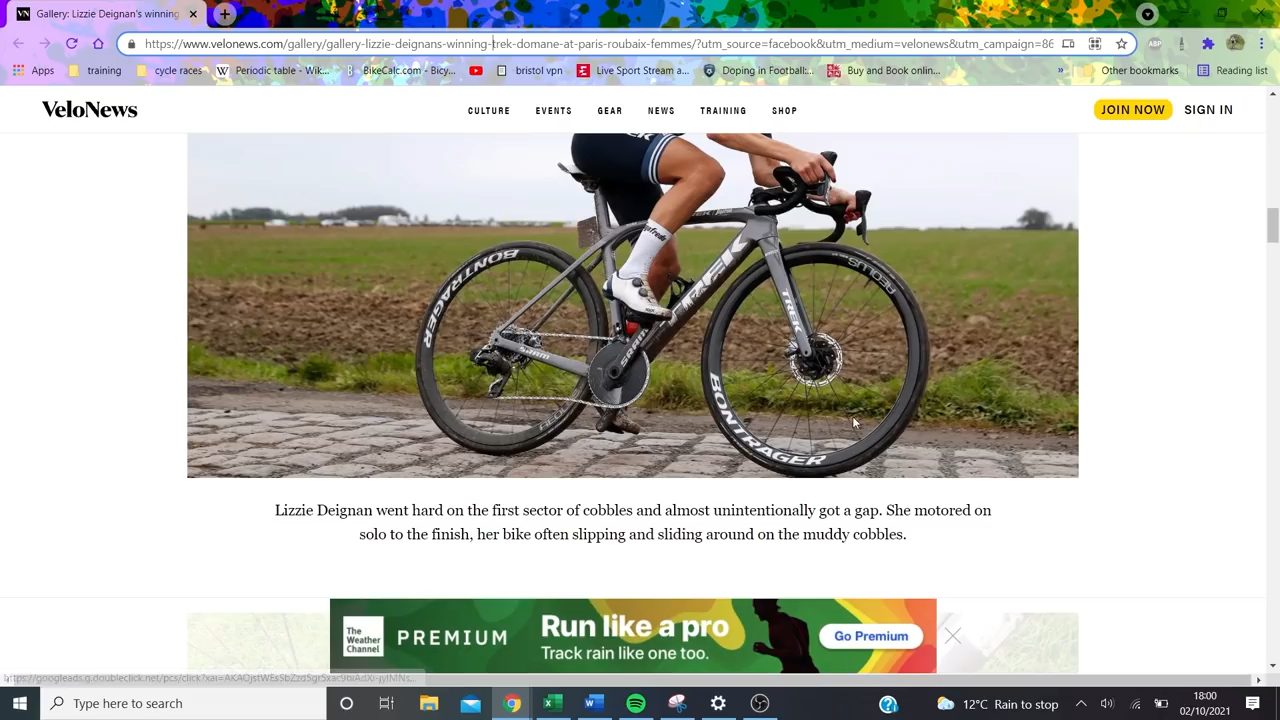 Gallery: Lizzie Deignan's winning
https://www.velonews.com/gallery/gallery-lizzie-deignans-winning-trek-domane-at-paris-roubaix-femmes/?utm_source=facebook&utm_medium=velonews&utm_campaign=86
ABP
Apps
training
cycle races
Periodic table - Wik...
BikeCalc.com - Bicy...
bristol vpn
Live Sport Stream a...
Doping in Football:...
Buy and Book onlin...
»
Other bookmarks
Reading list
VeloNews
CULTURE
EVENTS
GEAR
NEWS
TRAINING
SHOP
JOIN NOW
SIGN IN
BONTRAGER
TREK
TREK
AEOLUS
sram
sram
BONTRAGER
Lizzie Deignan went hard on the first sector of cobbles and almost unintentionally got a gap. She motored on
solo to the finish, her bike often slipping and sliding around on the muddy cobbles.
The
Weather
Channel
PREMIUM
Run like a pro
Track rain like one too.
Go Premium
Type here to search
12°C Rain to stop
18:00
02/10/2021